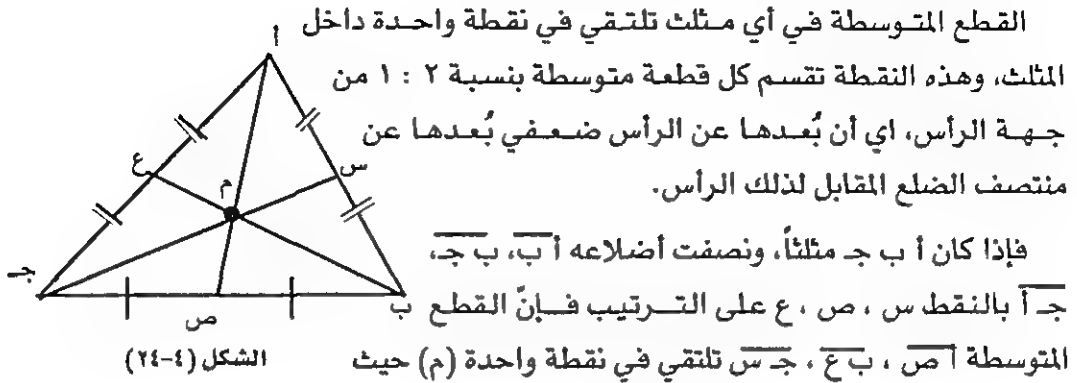 القطع المتوسطة في أي مثلث تلتقي في نقطة واحدة داخل
المثلث، وهذه النقطة تقسم كل قطعة متوسطة بنسبة ٢ : ١ من
جهة الرأس، اي أن بُعدها عن الرأس ضعفي بُعدها عن
منتصف الضلع المقابل لذلك الرأس.
فإذا كان أ ب جـ مثلثاً، ونصفت أضلاعه أ ب، ب جـ،
جـ أ بالنقط س ، ص ، ع على الترتيب فإنّ القطع
المتوسطة أ ص ، ب ع ، جـ س تلتقي في نقطة واحدة (م) حيث
أ
س
ع
م
جـ
ب
ص
الشكل (٤-٢٤)